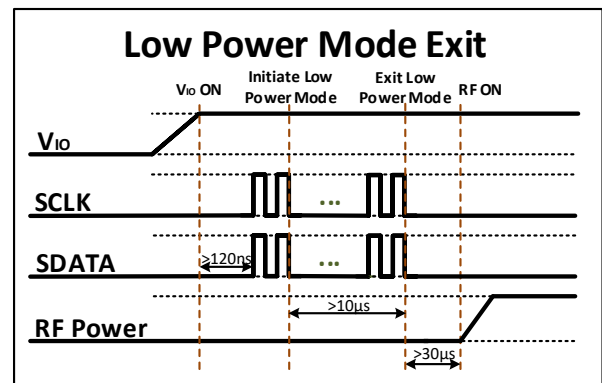 Low Power Mode Exit
VIO ON
Initiate Low
Power Mode
Exit Low
Power Mode
RF ON
VIO
SCLK
...
SDATA
>120ns
...
RF Power
>10µs
>30µs